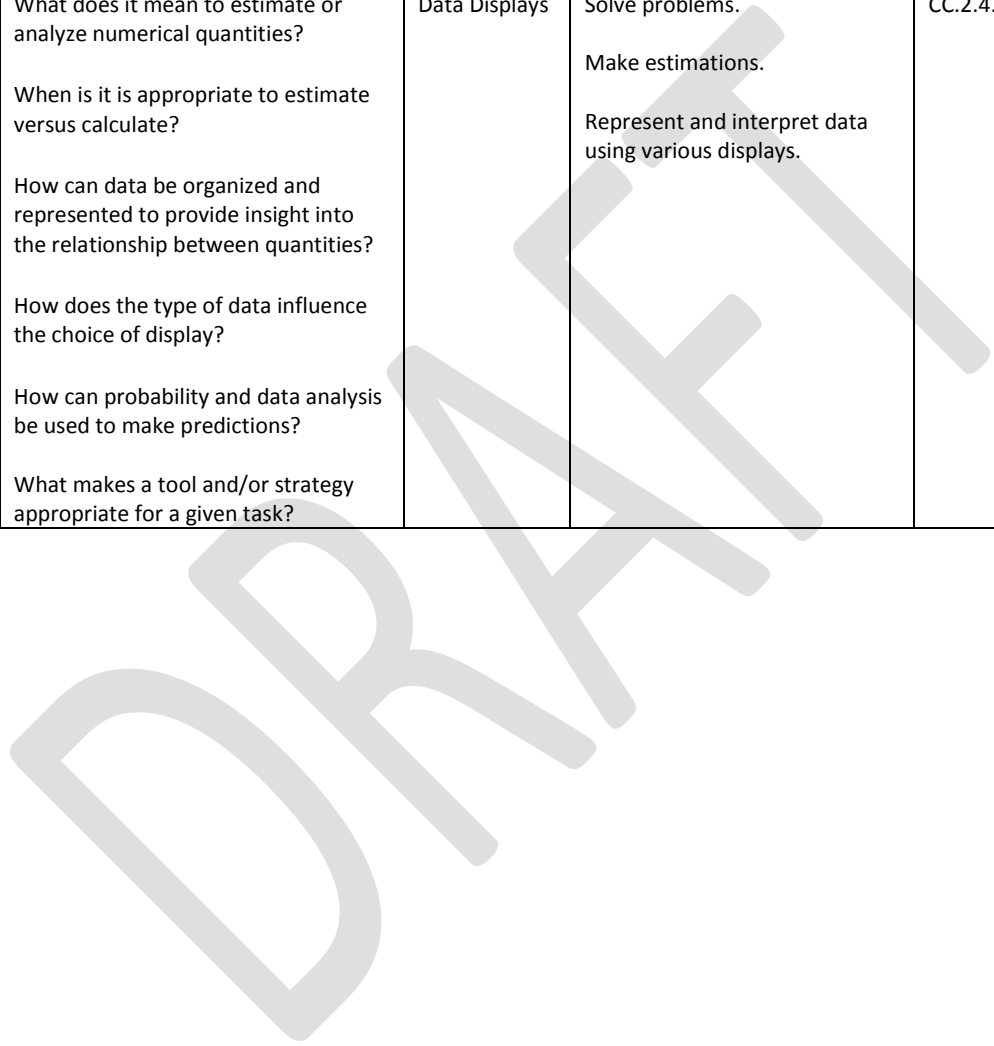 What does it mean to estimate or
analyze numerical quantities?
When is it is appropriate to estimate
versus calculate?
How can data be organized and
represented to provide insight into
the relationship between quantities?
How does the type of data influence
the choice of display?
How can probability and data analysis
be used to make predictions?
What makes a tool and/or strategy
appropriate for a given task?
Data Displays
Solve problems.
Make estimations.
Represent and interpret data
using various displays.
CC.2.4.
DRAFT